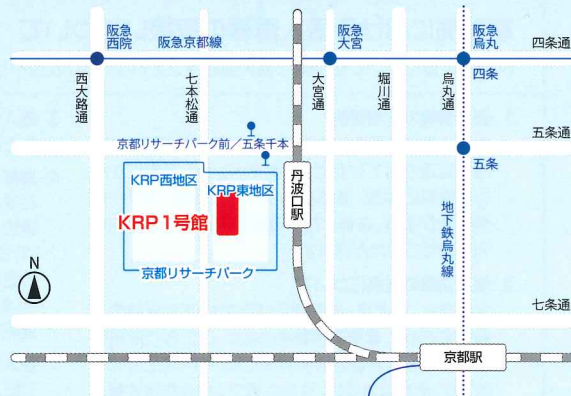 阪急
西院
阪急京都線
阪急
大宮
阪急
烏丸
四条通
西大路通
七本松通
大宮通
堀川通
烏丸通
四条
京都リサーチパーク前／五条千本
五条通
五条
KRP西地区
KRP東地区
丹波口駅
KRP1号館
地下鉄烏丸線
京都リサーチパーク
N
七条通
京都駅